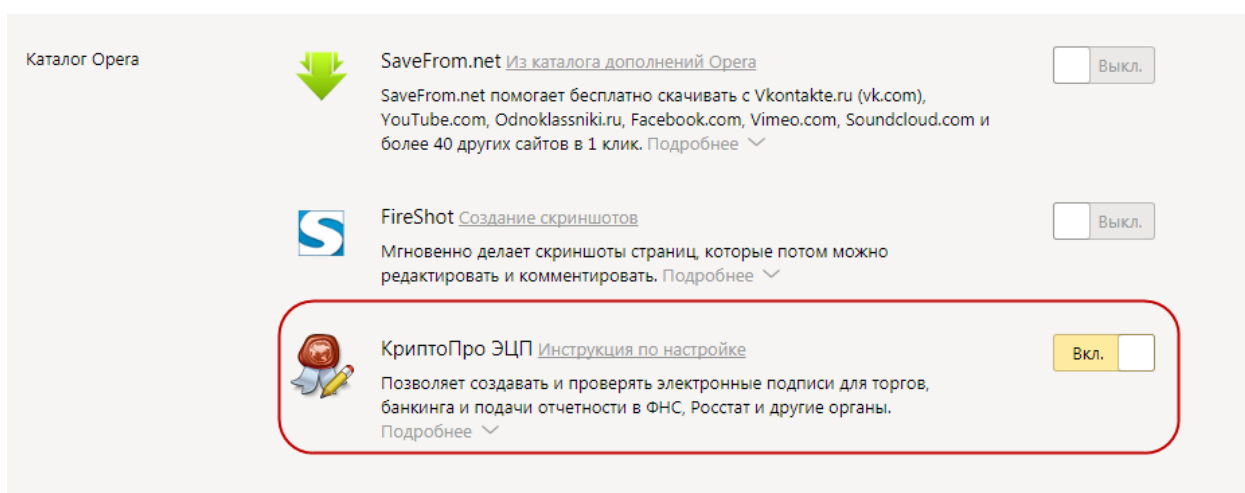 Каталог Opera
SaveFrom.net Из каталога дополнений Opera
Выкл.
SaveFrom.net помогает бесплатно скачивать с Vkontakte.ru (vk.com),
YouTube.com, Odnoklassniki.ru, Facebook.com, Vimeo.com, Soundcloud.com и
более 40 других сайтов в 1 клик. Подробнее
FireShot Создание скриншотов
Выкл.
Мгновенно делает скриншоты страниц, которые потом можно
редактировать и комментировать. Подробнее
КриптоПро ЭЦП Инструкция по настройке
Вкл.
Позволяет создавать и проверять электронные подписи для торгов,
банкинга и подачи отчетности в ФНС, Росстат и другие органы.
Подробнее